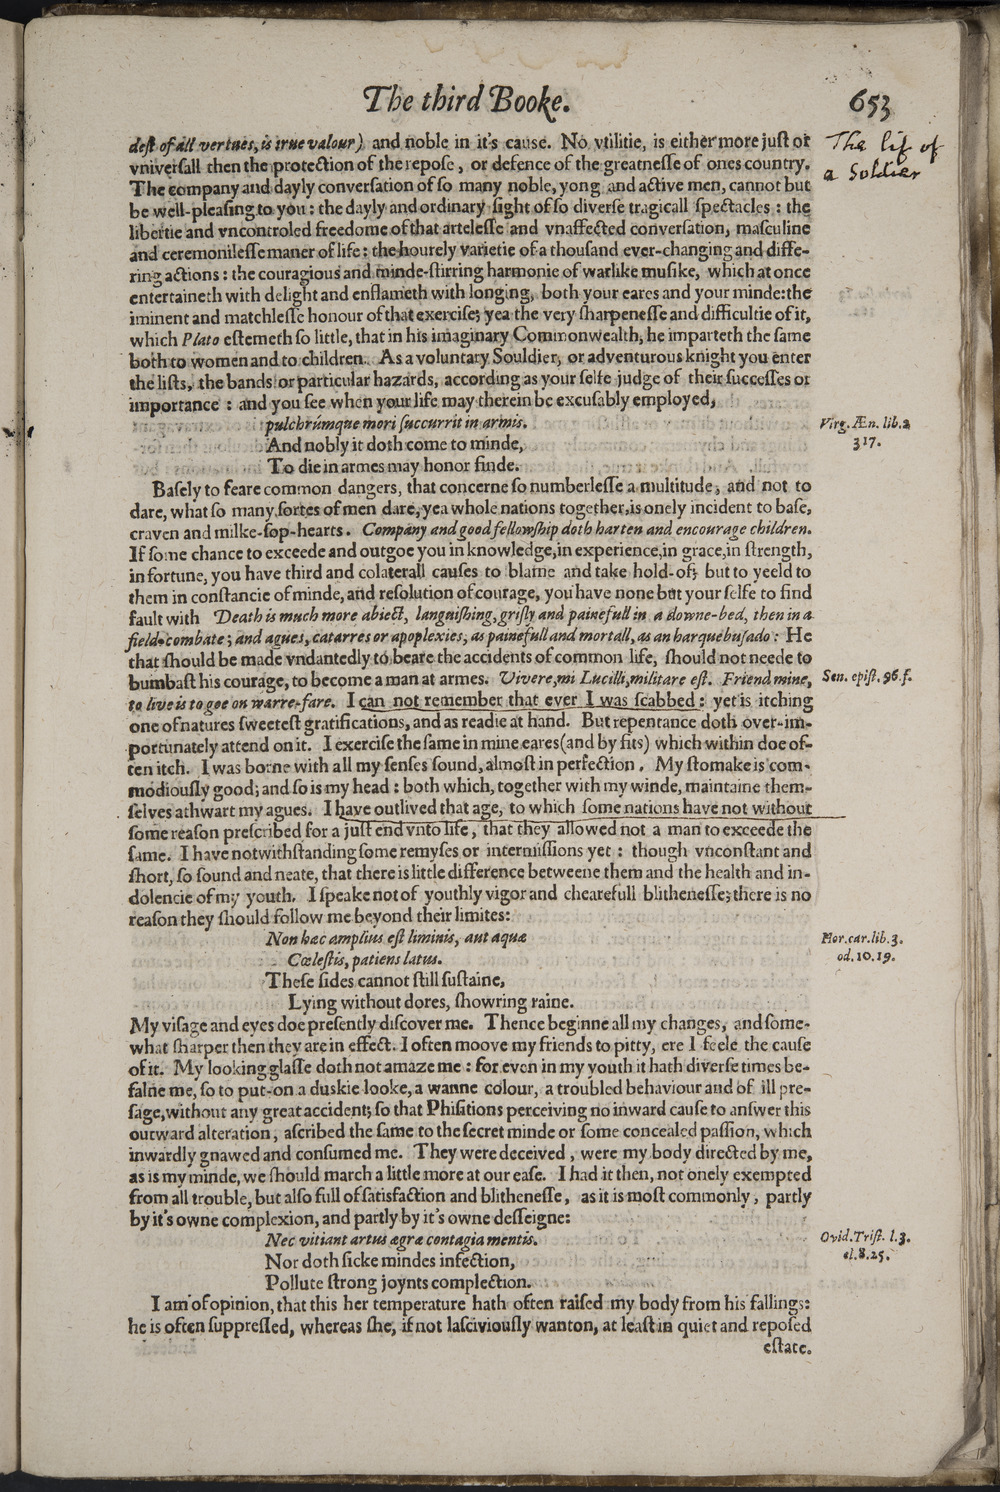 The third Booke. 653
deſt of all vertues, is true valour) and noble in it's cauſe. No vtilitie, is either more juſt or
The lif of
vniverſall then the protection of the repoſe, or defence of the greatneſſe of ones country.
a Soldier
The company and dayly converſation of ſo many noble, yong and active men, cannot but
be well-pleaſing to you: the dayly and ordinary ſight of ſo diverſe tragicall ſpectacles: the
libertie and vncontroled freedome of that arteleſſe and vnaffected converſation, maſculine
and ceremonileſſe maner of life: the hourely varietie of a thouſand ever-changing and diffe-
ring actions: the couragious and minde-ſtirring harmonie of warlike muſike, which at once
entertaineth with delight and enflameth with longing, both your eares and your minde: the
iminent and matchleſſe honour of that exerciſe; yea the very ſharpeneſſe and difficultie of it,
which Plato eſtemeth ſo little, that in his imaginary Commonwealth, he imparteth the ſame
both to women and to children. As a voluntary Souldier, or adventurous knight you enter
the liſts, the bands or particular hazards, according as your ſelfe judge of their ſucceſſes or
importance: and you ſee when your life may therein be excuſably employed,
pulchrúmque mori ſuccurrit in armis.
Virg. Æn. lib. 2
And nobly it doth come to minde,
317.
To die in armes may honor finde.
Baſely to feare common dangers, that concerne ſo numberleſſe a multitude, and not to
dare, what ſo many ſortes of men dare, yea whole nations together, is onely incident to baſe,
craven and milke-ſop-hearts. Company and good fellowſhip doth harten and encourage children.
If ſome chance to exceede and outgoe you in knowledge, in experience, in grace, in ſtrength,
in fortune, you have third and colaterall cauſes to blame and take hold-of; but to yeeld to
them in conſtancie of minde, and reſolution of courage, you have none but your ſelfe to find
fault with Death is much more abiect, languiſhing, griſly and painefull in a downe-bed, then in a
field-combate; and agues, catarres or apoplexies, as painefull and mortall, as an harquebuſado: He
that ſhould be made vndantedly to beare the accidents of common life, ſhould not neede to
bumbaſt his courage, to become a man at armes. Vivere, mi Lucilli, militare eſt. Friend mine,
Sen. epiſt. 96. f.
to live is to goe on warre-fare. I can not remember that ever I was ſcabbed: yet is itching
one of natures ſweeteſt gratifications, and as readie at hand. But repentance doth over-im-
portunately attend on it. I exerciſe the ſame in mine eares (and by fits) which within doe of-
ten itch. I was borne with all my ſenſes ſound, almoſt in perfection. My ſtomake is com-
modiouſly good; and ſo is my head: both which, together with my winde, maintaine them-
ſelves athwart my agues. I have outlived that age, to which ſome nations have not without
ſome reaſon preſcribed for a juſt end vnto life, that they allowed not a man to exceede the
ſame. I have notwithſtanding ſome remyſes or intermiſſions yet: though vnconſtant and
ſhort, ſo ſound and neate, that there is little difference betweene them and the health and in-
dolencie of my youth. I ſpeake not of youthly vigor and chearefull blitheneſſe; there is no
reaſon they ſhould follow me beyond their limites:
Non hæc amplius eſt liminis, aut aquæ
Hor. car. lib. 3.
Cœleſtis, patiens latus.
od. 10. 19.
Theſe ſides cannot ſtill ſuſtaine,
Lying without dores, ſhowring raine.
My viſage and eyes doe preſently diſcover me. Thence beginne all my changes, and ſome-
what ſharper then they are in effect. I often moove my friends to pitty, ere I feele the cauſe
of it. My looking glaſſe doth not amaze me: for even in my youth it hath diverſe times be-
falne me, ſo to put-on a duskie looke, a wanne colour, a troubled behaviour and of ill pre-
ſage, without any great accident; ſo that Phiſitions perceiving no inward cauſe to anſwer this
outward alteration, aſcribed the ſame to the ſecret minde or ſome concealed paſſion, which
inwardly gnawed and conſumed me. They were deceived, were my body directed by me,
as is my minde, we ſhould march a little more at our eaſe. I had it then, not onely exempted
from all trouble, but alſo full of ſatisfaction and blitheneſſe, as it is moſt commonly, partly
by it's owne complexion, and partly by it's owne deſſeigne:
Nec vitiant artus ægræ contagia mentis.
Ovid. Triſt. l. 3.
Nor doth ſicke mindes infection,
el. 8. 25.
Pollute ſtrong joynts complection.
I am of opinion, that this her temperature hath often raiſed my body from his fallings:
he is often ſuppreſſed, whereas ſhe, if not laſciviouſly wanton, at leaſt in quiet and repoſed
eſtate.